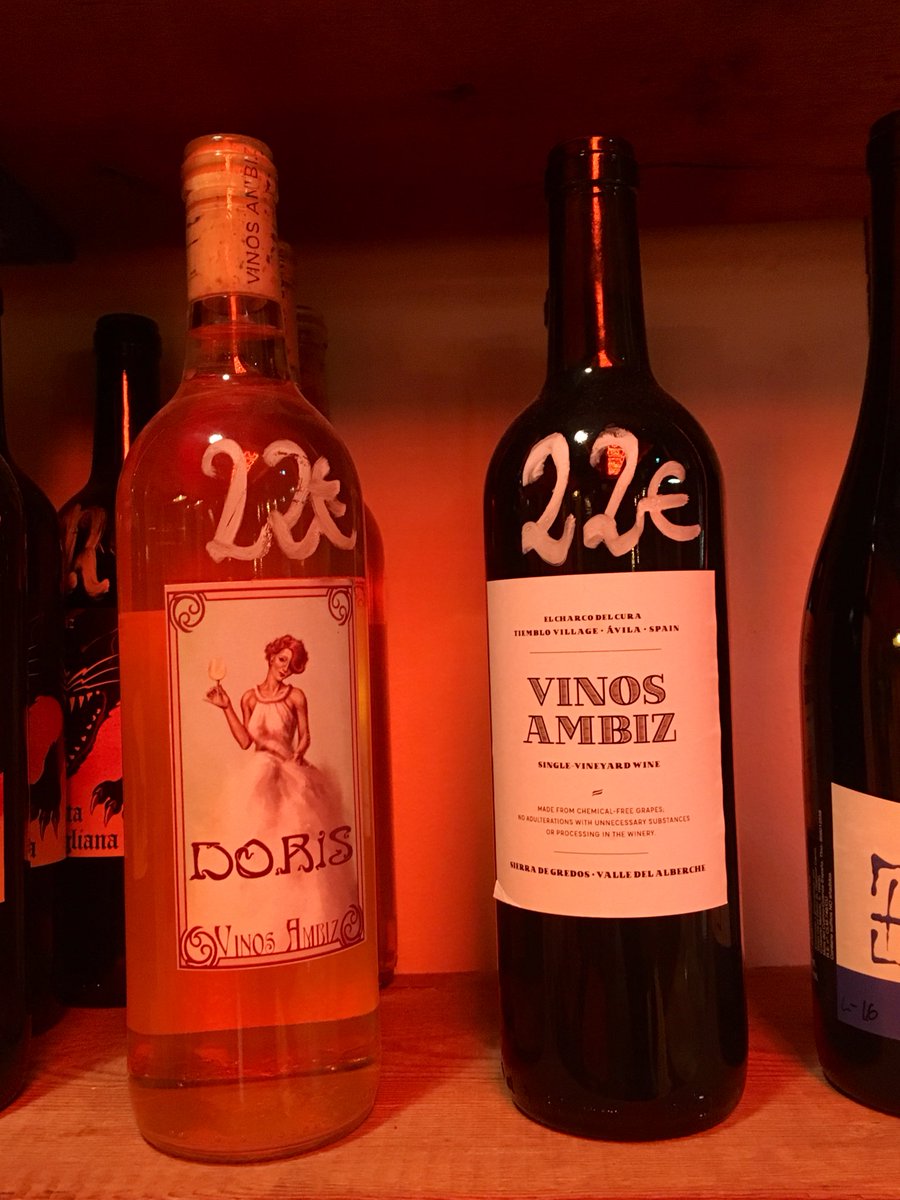 VINOS AMBIZ
22€
DORIS
VINOS AMBIZ
22€
EL CHARCO DEL CURA
TIEMBLO VILLAGE · ÁVILA · SPAIN
VINOS
AMBIZ
SINGLE-VINEYARD WINE
MADE FROM CHEMICAL-FREE GRAPES,
NO ADULTERATIONS WITH UNNECESSARY SUBSTANCES
OR PROCESSING IN THE WINERY.
SIERRA DE GREDOS · VALLE DEL ALBERCHE
L-16